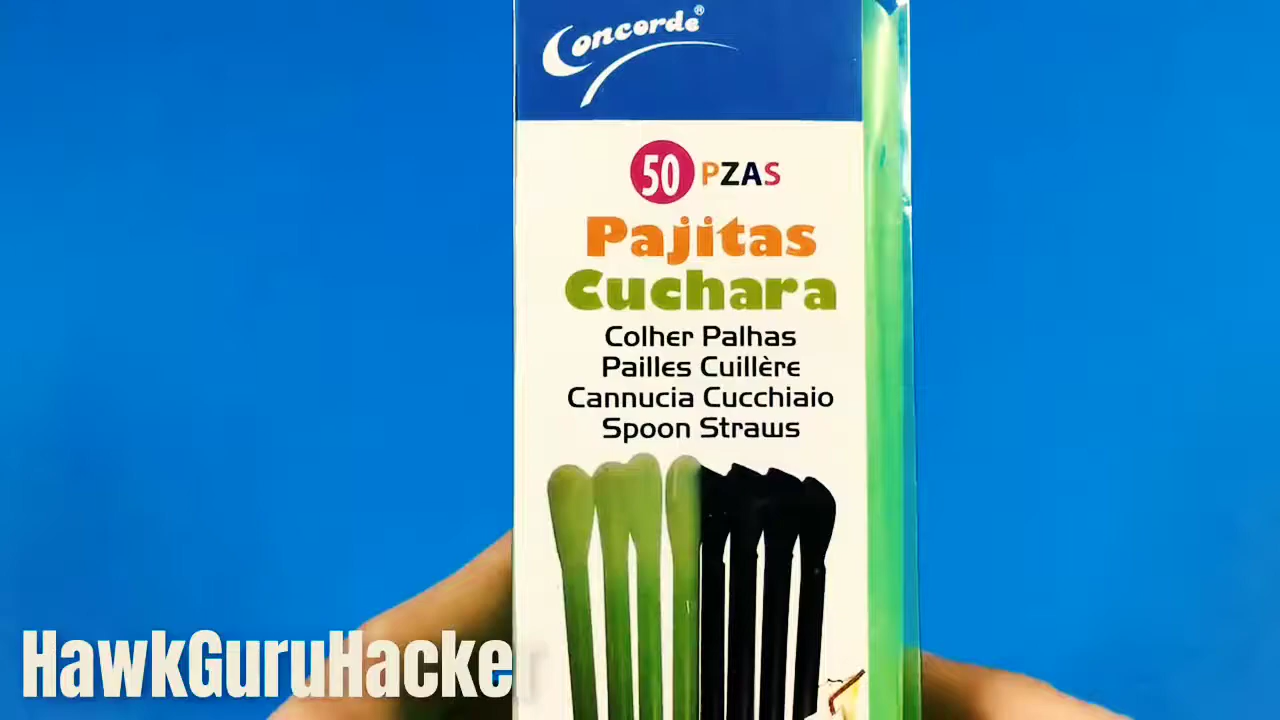 Concorde®
50 PZAS
Pajitas
Cuchara
Colher Palhas
Pailles Cuillère
Cannucia Cucchiaio
Spoon Straws
HawkGuruHacker